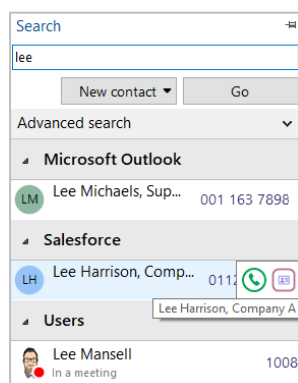 Search
lee
New contact Go
Advanced search
Microsoft Outlook
LM Lee Michaels, Sup... 001 163 7898
Salesforce
LH Lee Harrison, Comp... 0112
Lee Harrison, Company A
Users
Lee Mansell 1008
In a meeting